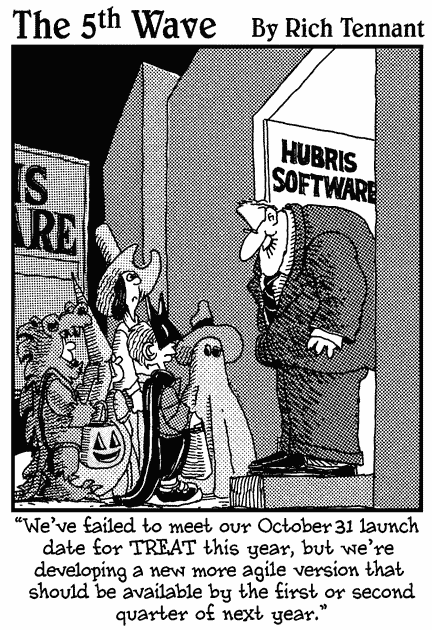 The 5th Wave By Rich Tennant
HUBRIS
SOFTWARE
IS
ARE
"We've failed to meet our October 31 launch
date for TREAT this year, but we're
developing a new more agile version that
should be available by the first or second
quarter of next year."